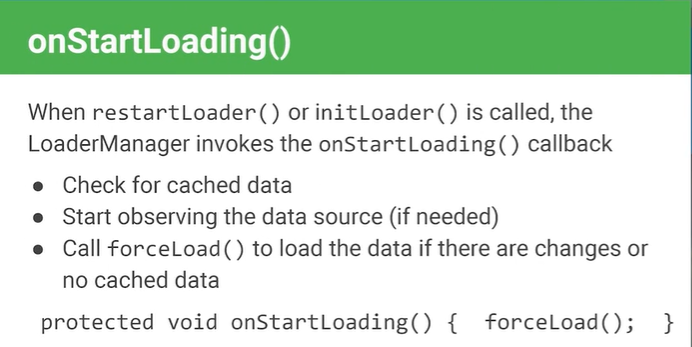 onStartLoading()
When restartLoader() or initLoader() is called, the
LoaderManager invokes the onStartLoading() callback
● Check for cached data
● Start observing the data source (if needed)
● Call forceLoad() to load the data if there are changes or
no cached data
protected void onStartLoading() {  forceLoad();  }